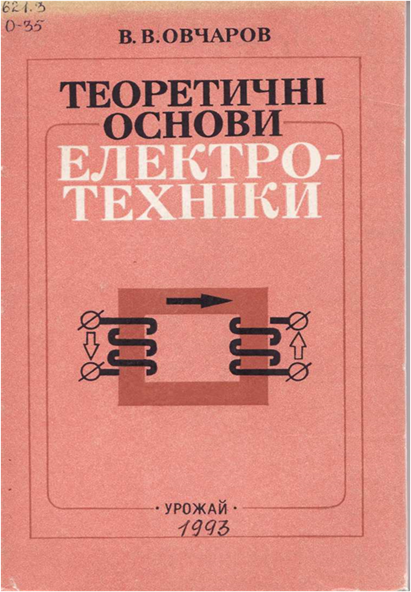 621.3
О-35
В. В. ОВЧАРОВ
ТЕОРЕТИЧНІ
ОСНОВИ
ЕЛЕКТРО-
ТЕХНІКИ
· УРОЖАЙ ·
1993